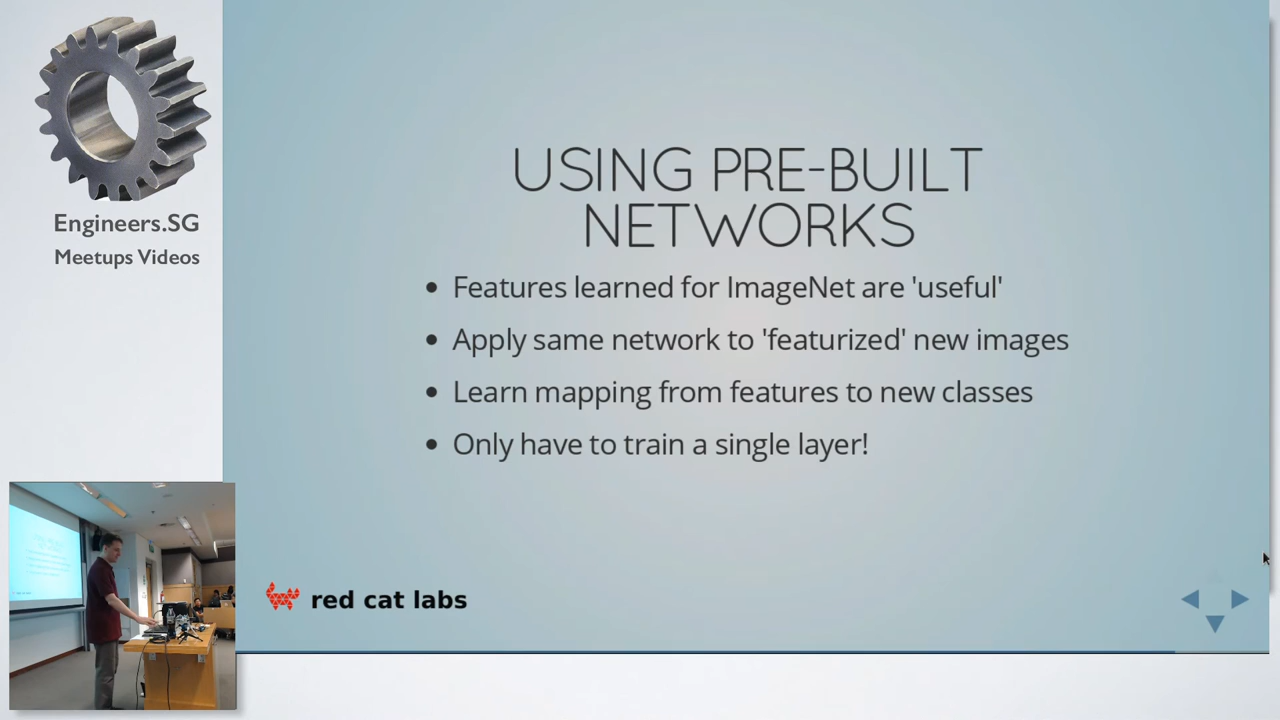 Engineers.SG
Meetups Videos
USING PRE-BUILT
NETWORKS
Features learned for ImageNet are 'useful'
Apply same network to 'featurized' new images
Learn mapping from features to new classes
Only have to train a single layer!
red cat labs